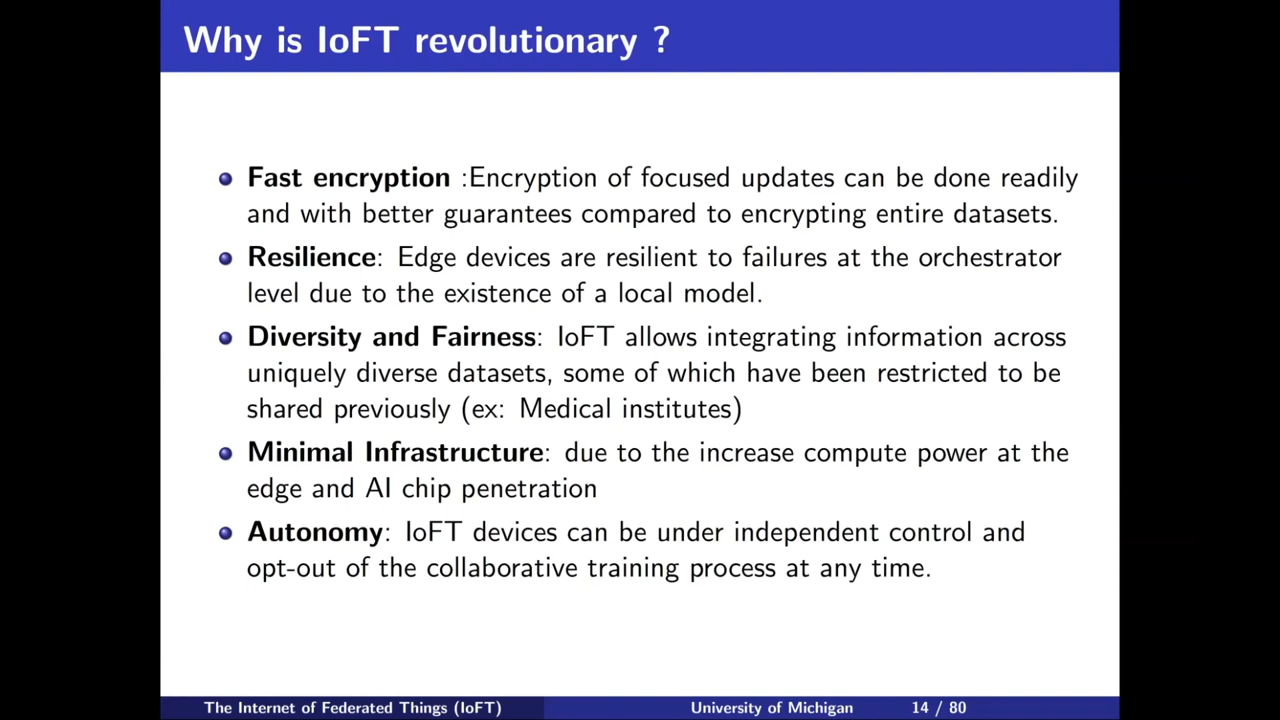 Why is IoFT revolutionary ?
Fast encryption :Encryption of focused updates can be done readily
and with better guarantees compared to encrypting entire datasets.
Resilience: Edge devices are resilient to failures at the orchestrator
level due to the existence of a local model.
Diversity and Fairness: IoFT allows integrating information across
uniquely diverse datasets, some of which have been restricted to be
shared previously (ex: Medical institutes)
Minimal Infrastructure: due to the increase compute power at the
edge and AI chip penetration
Autonomy: IoFT devices can be under independent control and
opt-out of the collaborative training process at any time.
The Internet of Federated Things (IoFT) University of Michigan 14 / 80